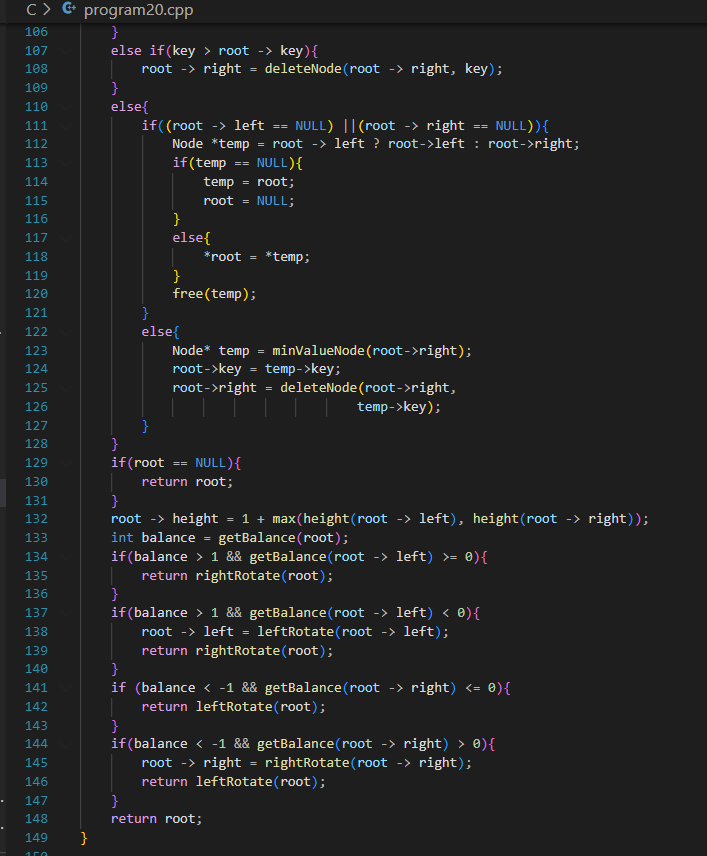 C > program20.cpp
106 }
107 else if(key > root -> key){
108 root -> right = deleteNode(root -> right, key);
109 }
110 else{
111 if((root -> left == NULL) ||(root -> right == NULL)){
112 Node *temp = root -> left ? root->left : root->right;
113 if(temp == NULL){
114 temp = root;
115 root = NULL;
116 }
117 else{
118 *root = *temp;
119 }
120 free(temp);
121 }
122 else{
123 Node* temp = minValueNode(root->right);
124 root->key = temp->key;
125 root->right = deleteNode(root->right,
126 temp->key);
127 }
128 }
129 if(root == NULL){
130 return root;
131 }
132 root -> height = 1 + max(height(root -> left), height(root -> right));
133 int balance = getBalance(root);
134 if(balance > 1 && getBalance(root -> left) >= 0){
135 return rightRotate(root);
136 }
137 if(balance > 1 && getBalance(root -> left) < 0){
138 root -> left = leftRotate(root -> left);
139 return rightRotate(root);
140 }
141 if (balance < -1 && getBalance(root -> right) <= 0){
142 return leftRotate(root);
143 }
144 if(balance < -1 && getBalance(root -> right) > 0){
145 root -> right = rightRotate(root -> right);
146 return leftRotate(root);
147 }
148 return root;
149 }